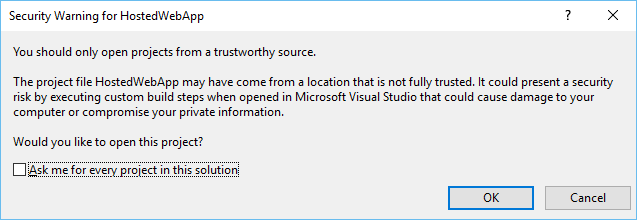 Security Warning for HostedWebApp
You should only open projects from a trustworthy source.
The project file HostedWebApp may have come from a location that is not fully trusted. It could present a security
risk by executing custom build steps when opened in Microsoft Visual Studio that could cause damage to your
computer or compromise your private information.
Would you like to open this project?
Ask me for every project in this solution
OK Cancel